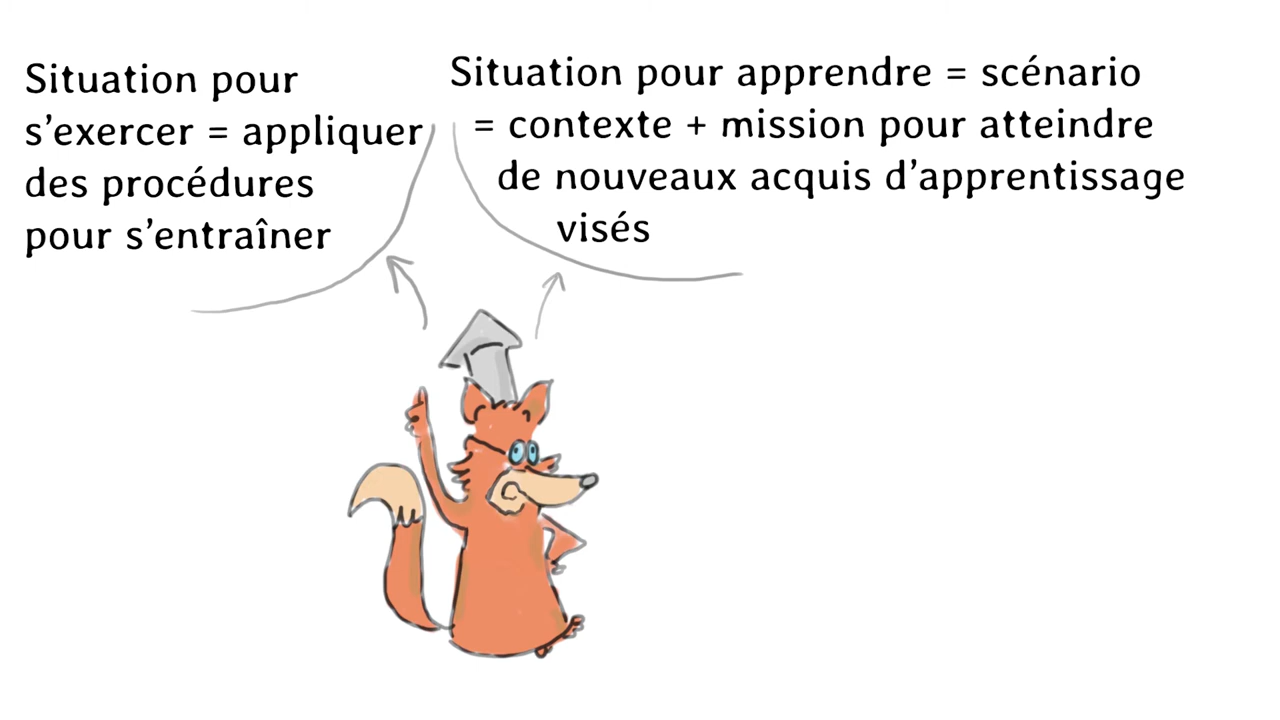 Situation pour
s’exercer = appliquer
des procédures
pour s’entraîner
Situation pour apprendre = scénario
= contexte + mission pour atteindre
de nouveaux acquis d’apprentissage
visés